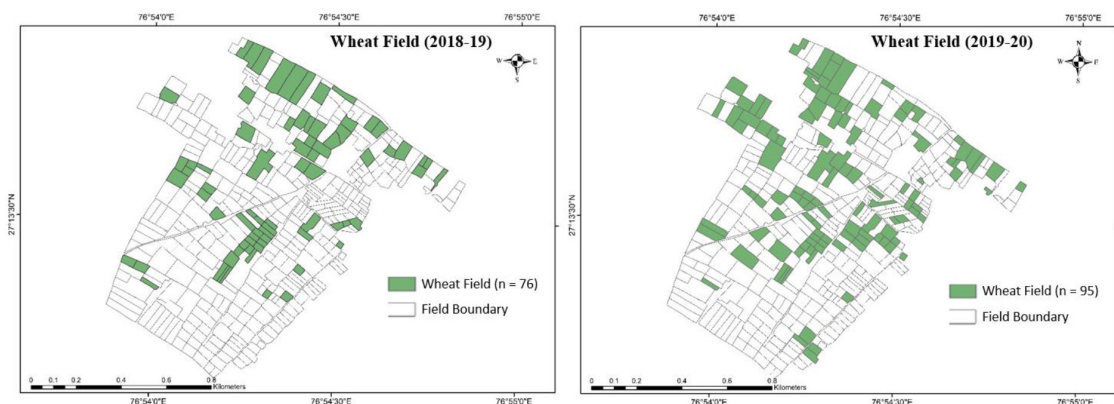 76°54'0"E 76°54'30"E 76°55'0"E
Wheat Field (2018-19)
W E
S
27°13'30"N
Wheat Field (n = 76)
Field Boundary
0 0.1 0.2 0.4 0.6 0.8
Kilometers
76°54'0"E 76°54'30"E 76°55'0"E
76°54'0"E 76°54'30"E 76°55'0"E
Wheat Field (2019-20)
N
W E
S
27°13'30"N
Wheat Field (n = 95)
Field Boundary
0 0.1 0.2 0.4 0.6 0.8
Kilometers
76°54'0"E 76°54'30"E 76°55'0"E